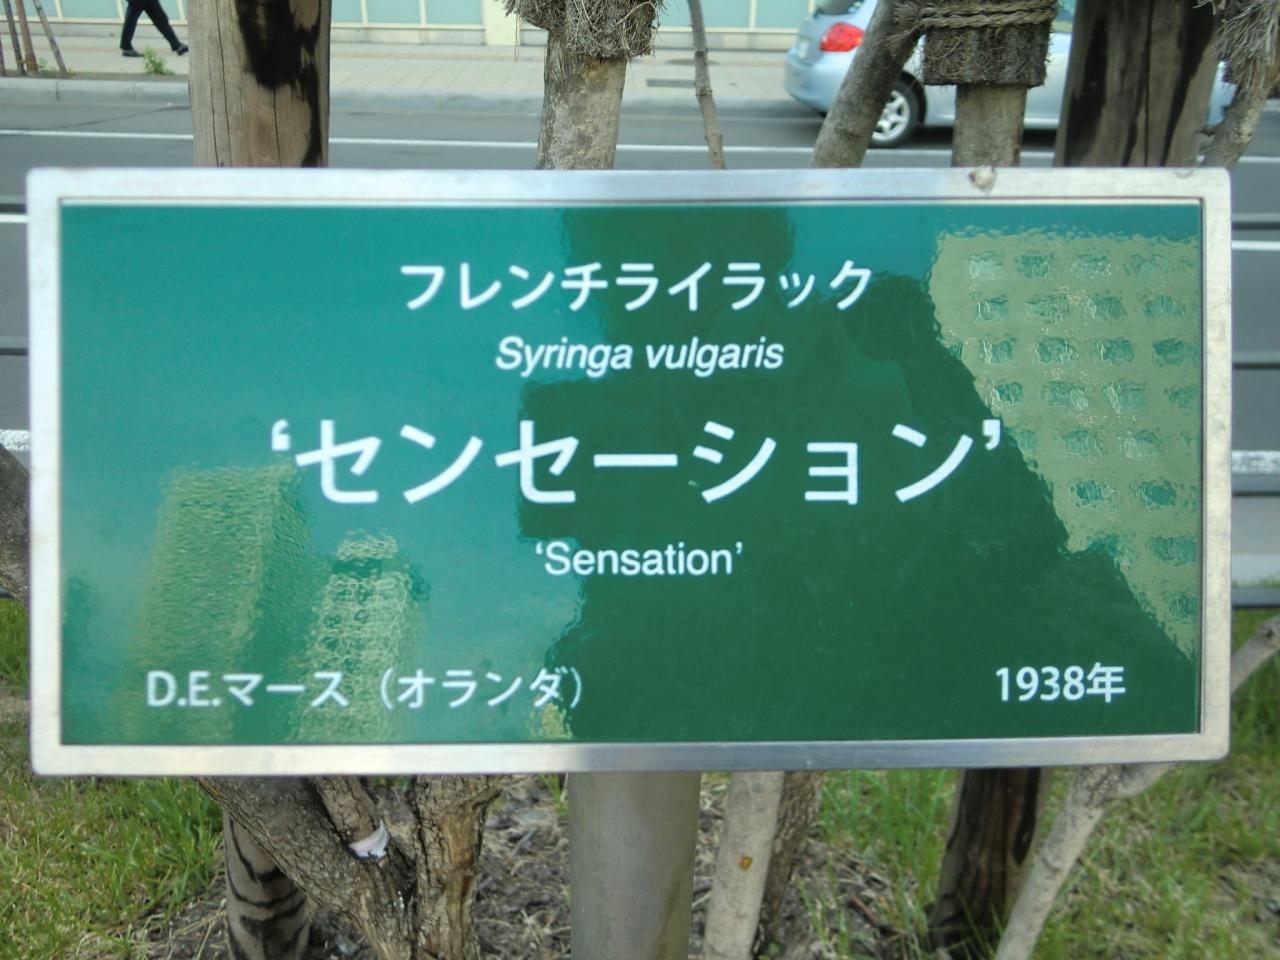 フレンチライラック
Syringa vulgaris
‘センセーション’
‘Sensation’
D.E.マース（オランダ） 1938年